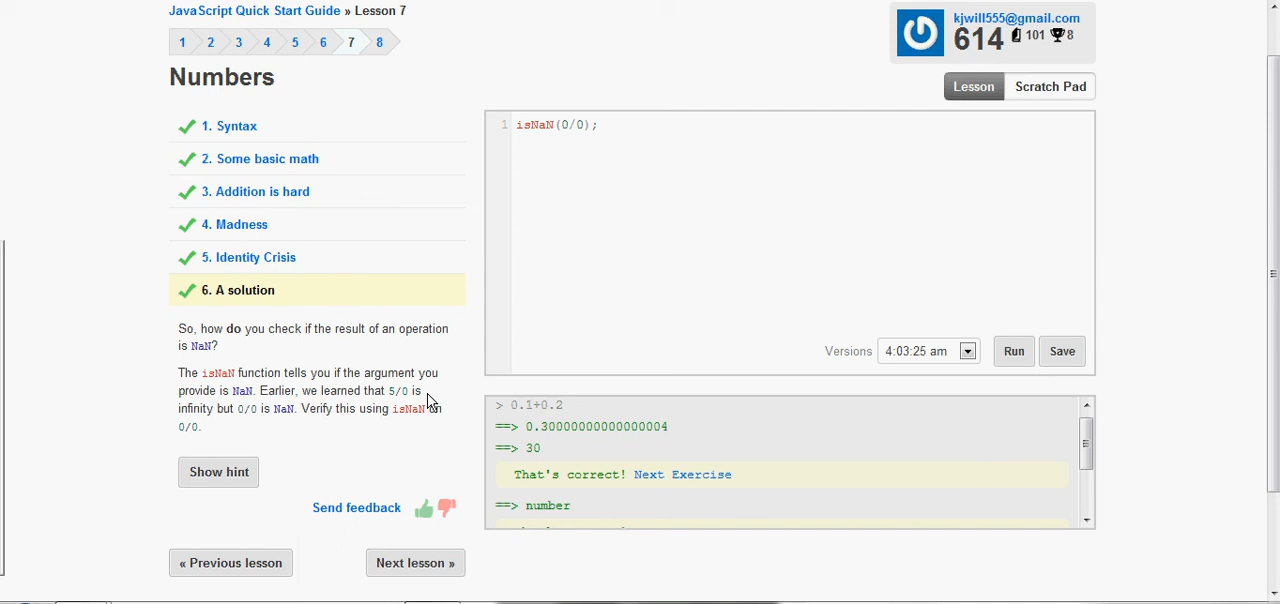 JavaScript Quick Start Guide » Lesson 7
1 2 3 4 5 6 7 8
kjwill555@gmail.com
614 101 8
Numbers
Lesson Scratch Pad
1. Syntax
2. Some basic math
3. Addition is hard
4. Madness
5. Identity Crisis
6. A solution
So, how do you check if the result of an operation
is NaN?
The isNaN function tells you if the argument you
provide is NaN. Earlier, we learned that 5/0 is
infinity but 0/0 is NaN. Verify this using isNaN on
0/0.
Show hint
Send feedback
« Previous lesson Next lesson »
1 isNaN(0/0);
Versions 4:03:25 am Run Save
> 0.1+0.2
==> 0.30000000000000004
==> 30
That's correct! Next Exercise
==> number